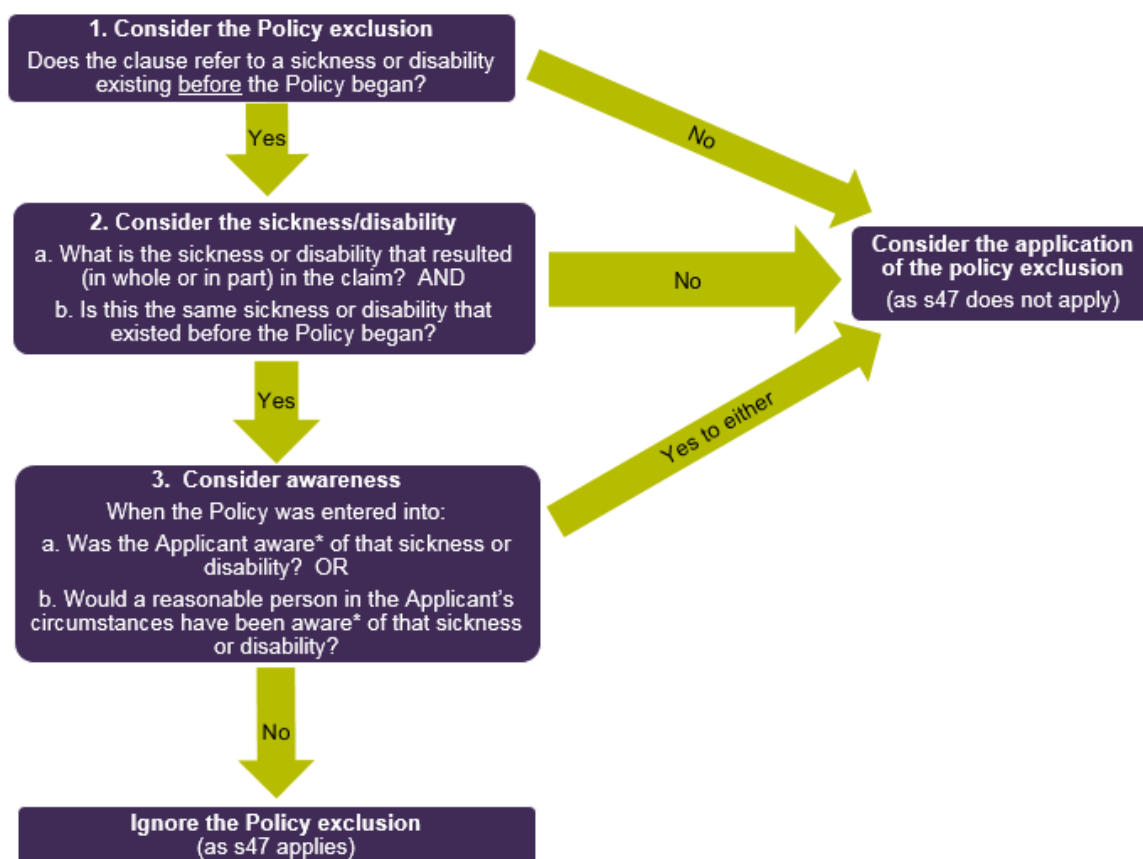 1. Consider the Policy exclusion
Does the clause refer to a sickness or disability
existing before the Policy began?
Yes
No
2. Consider the sickness/disability
a. What is the sickness or disability that resulted
(in whole or in part) in the claim?  AND
b. Is this the same sickness or disability that
existed before the Policy began?
No
Consider the application
of the policy exclusion
(as s47 does not apply)
Yes
Yes to either
3.  Consider awareness
When the Policy was entered into:
a. Was the Applicant aware* of that sickness or
disability?  OR
b. Would a reasonable person in the Applicant's
circumstances have been aware* of that sickness
or disability?
No
Ignore the Policy exclusion
(as s47 applies)